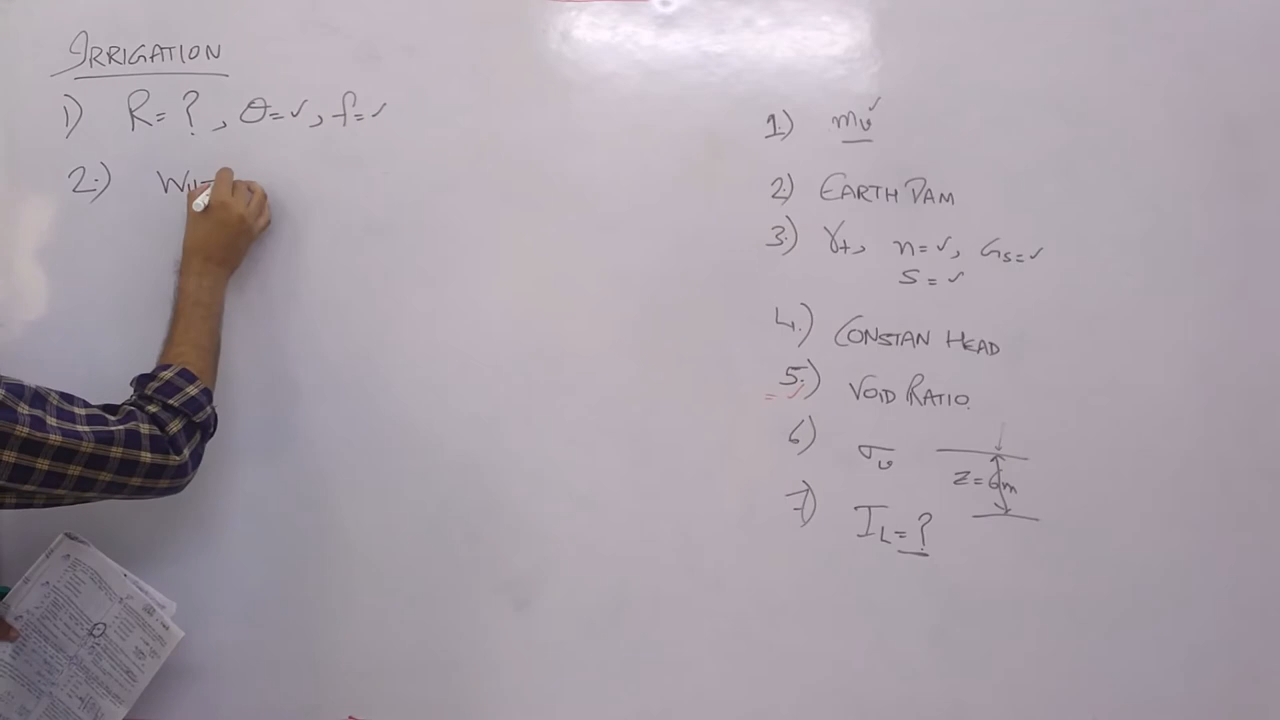 IRRIGATION
1) R = ?, θ = ✓, f = ✓
2.)
1.) mv ✓
2) EARTH DAM
3.) γt, n = ✓, Gs = ✓
S = ✓
4.) CONSTAN HEAD
5.) VOID RATIO.
6) σv
Z = 6m
7) IL = ?